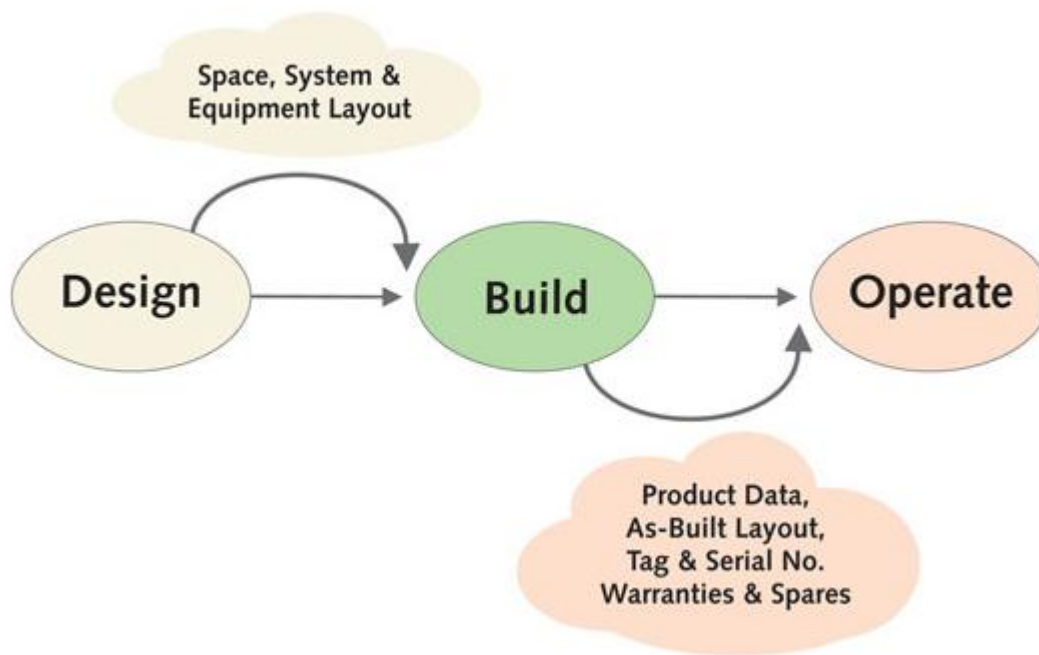 Space, System &
Equipment Layout
Design
Build
Operate
Product Data,
As-Built Layout,
Tag & Serial No.
Warranties & Spares